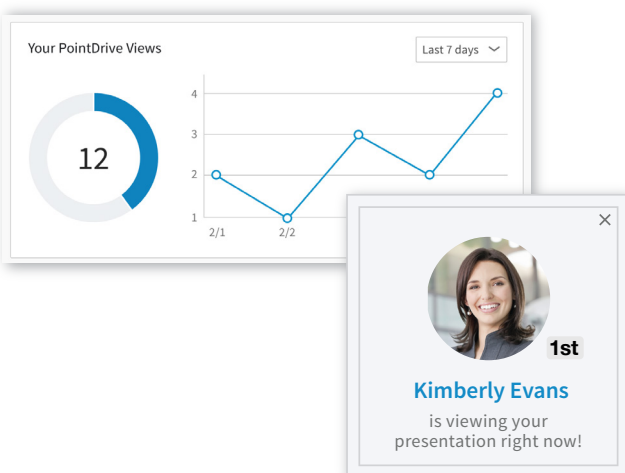 Your PointDrive Views
Last 7 days
12
4
3
2
1
2/1
2/2
1st
Kimberly Evans
is viewing your
presentation right now!